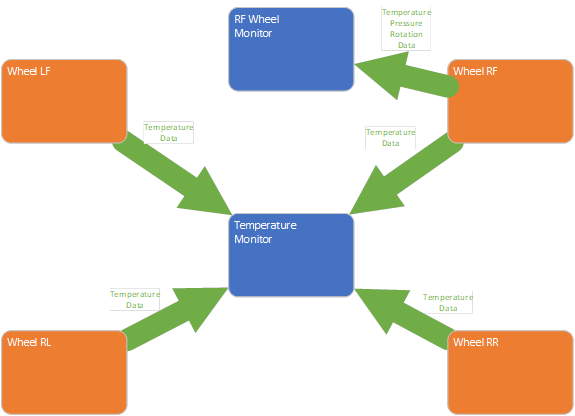 RF Wheel
Monitor
Temperature
Pressure
Rotation
Data
Wheel LF
Wheel RF
Temperature
Data
Temperature
Data
Temperature
Monitor
Temperature
Data
Temperature
Data
Wheel RL
Wheel RR